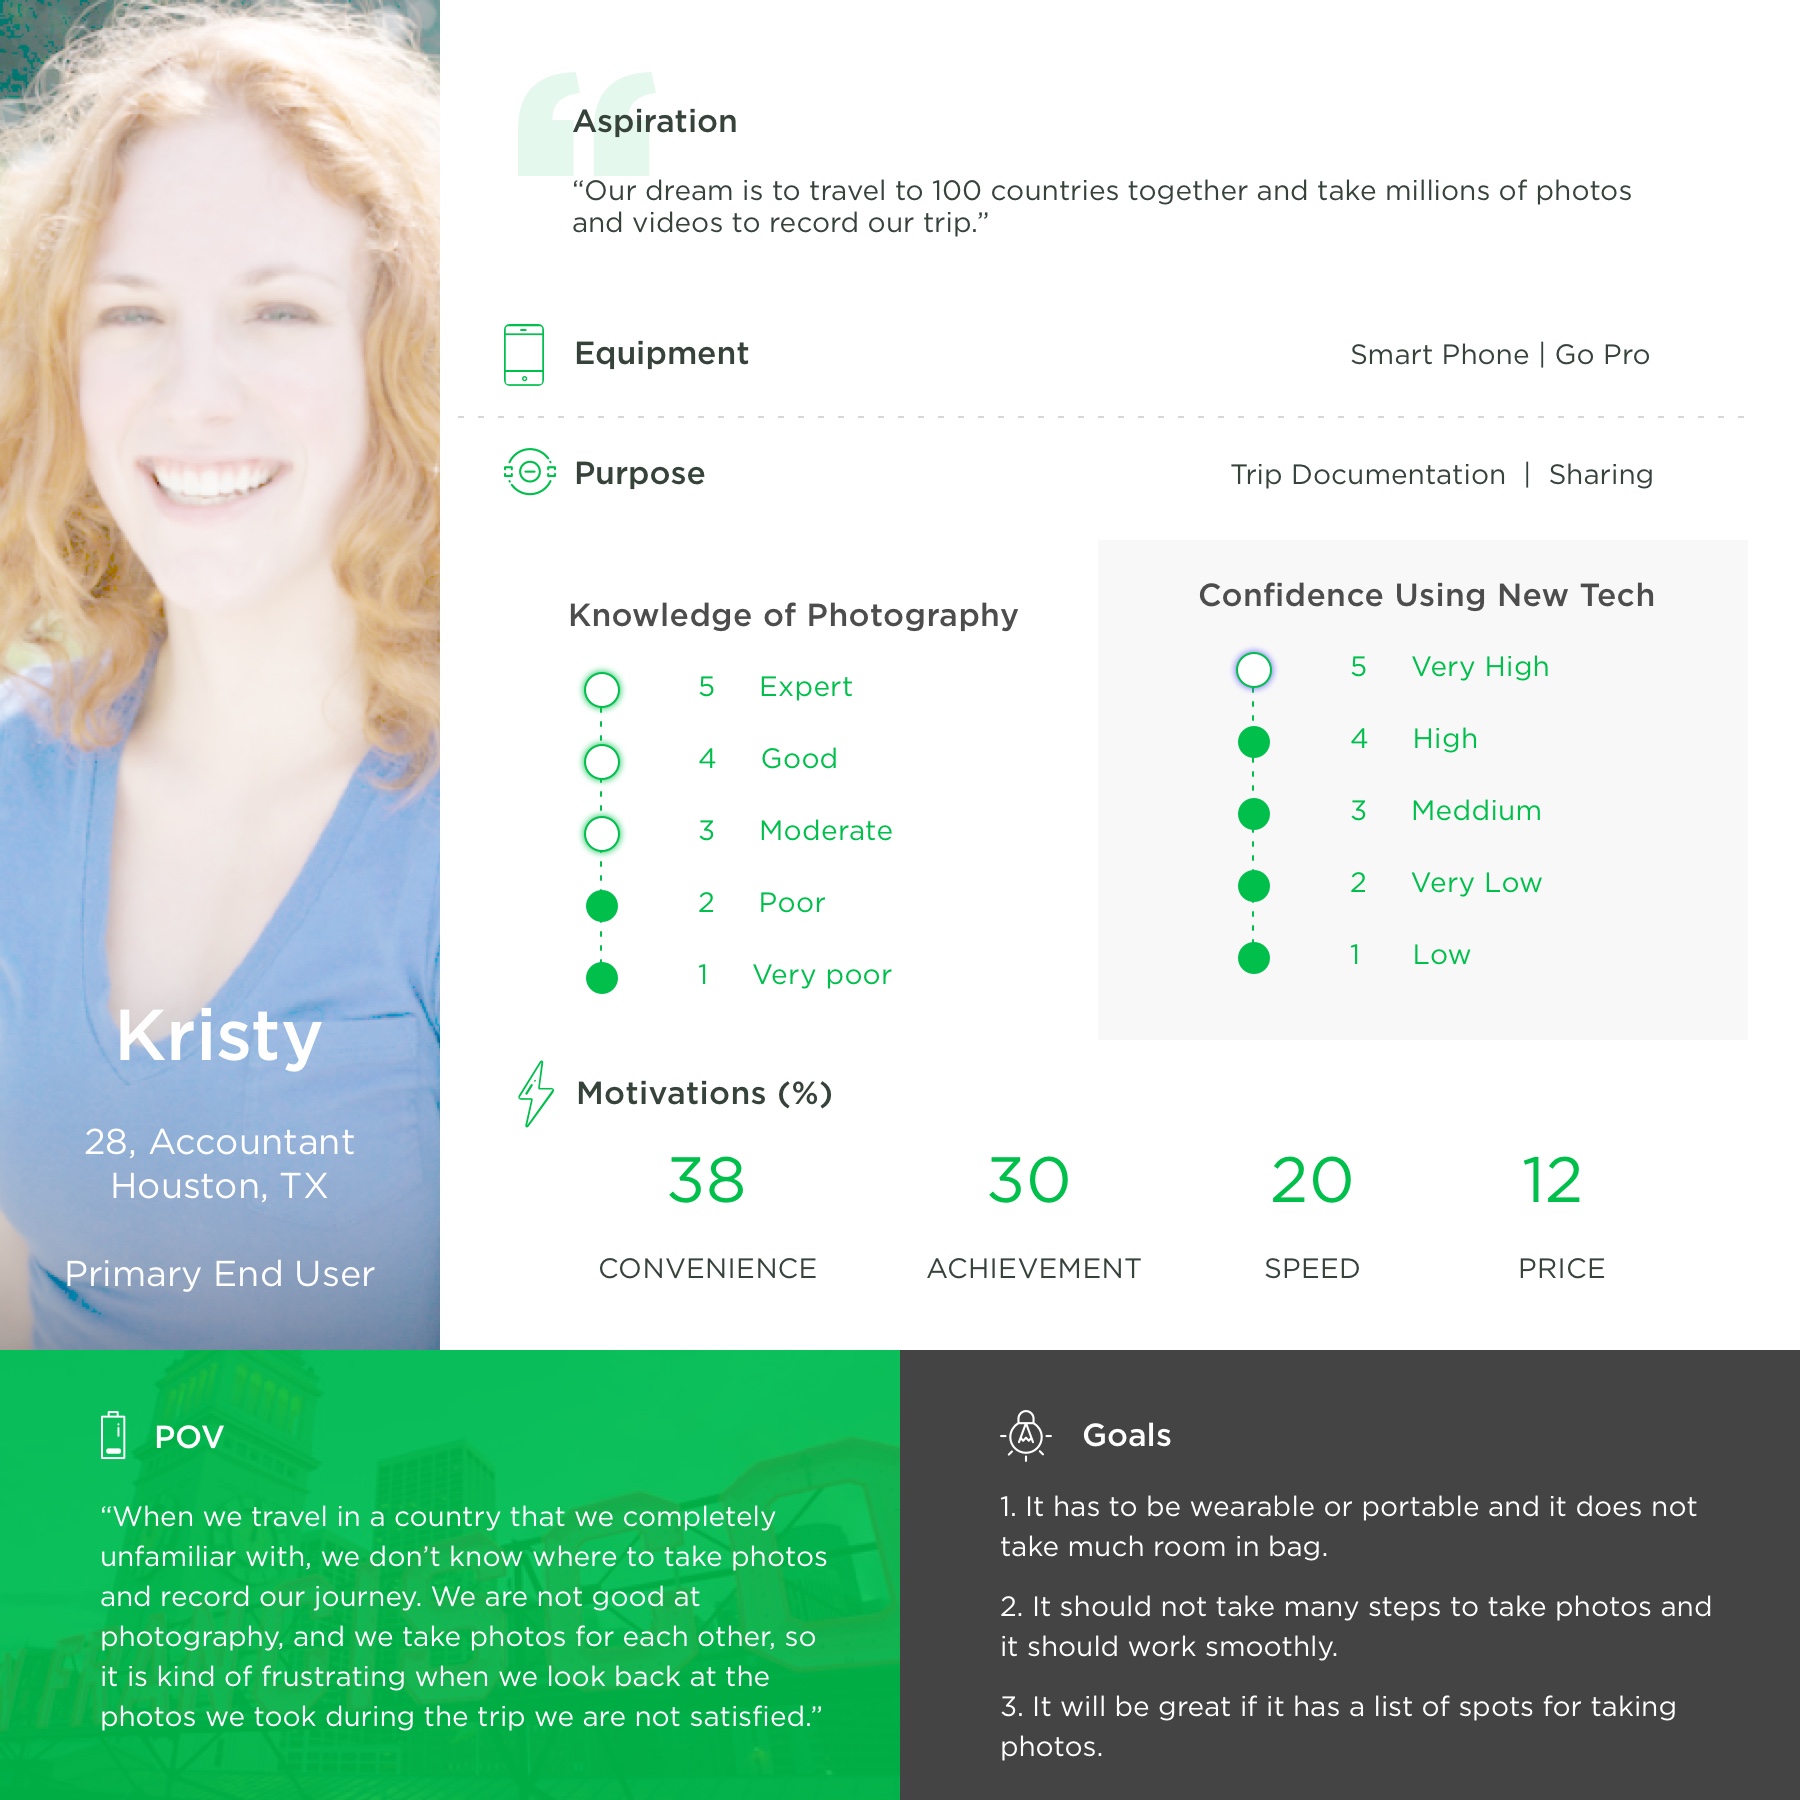 Aspiration
“Our dream is to travel to 100 countries together and take millions of photos
and videos to record our trip.”
Equipment
Smart Phone | Go Pro
Purpose
Trip Documentation | Sharing
Knowledge of Photography
5 Expert
4 Good
3 Moderate
2 Poor
1 Very poor
Confidence Using New Tech
5 Very High
4 High
3 Meddium
2 Very Low
1 Low
Kristy
28, Accountant
Houston, TX
Primary End User
Motivations (%)
38 30 20 12
CONVENIENCE ACHIEVEMENT SPEED PRICE
POV
“When we travel in a country that we completely
unfamiliar with, we don’t know where to take photos
and record our journey. We are not good at
photography, and we take photos for each other, so
it is kind of frustrating when we look back at the
photos we took during the trip we are not satisfied.”
Goals
1. It has to be wearable or portable and it does not
take much room in bag.
2. It should not take many steps to take photos and
it should work smoothly.
3. It will be great if it has a list of spots for taking
photos.